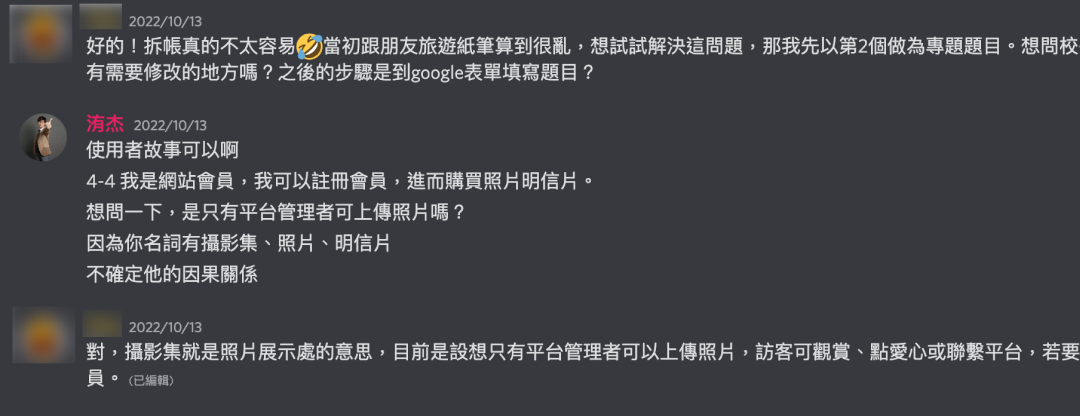 2022/10/13
好的！拆帳真的不太容易🤣當初跟朋友旅遊紙筆算到很亂，想試試解決這問題，那我先以第2個做為專題題目。想問校
有需要修改的地方嗎？之後的步驟是到google表單填寫題目？
洧杰 2022/10/13
使用者故事可以啊
4-4 我是網站會員，我可以註冊會員，進而購買照片明信片。
想問一下，是只有平台管理者可上傳照片嗎？
因為你名詞有攝影集、照片、明信片
不確定他的因果關係
2022/10/13
對，攝影集就是照片展示處的意思，目前是設想只有平台管理者可以上傳照片，訪客可觀賞、點愛心或聯繫平台，若要
員。(已編輯)